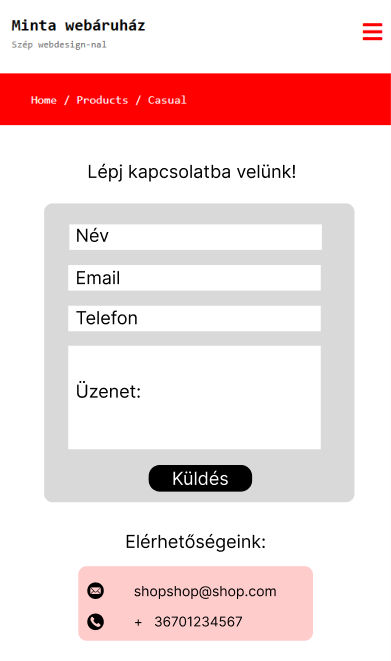 Minta webáruház
Szép webdesign-nal
Home / Products / Casual
Lépj kapcsolatba velünk!
Név
Email
Telefon
Üzenet:
Küldés
Elérhetőségeink:
shopshop@shop.com
+ 36701234567